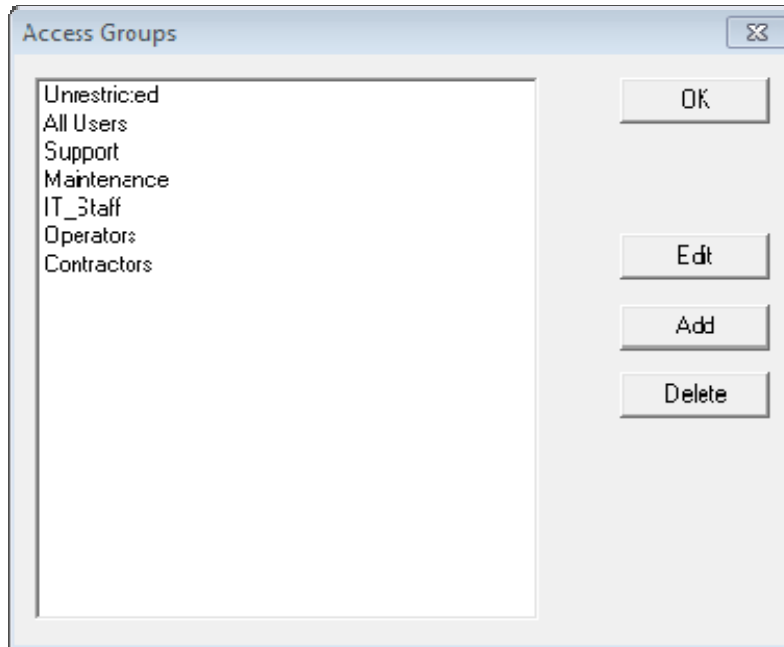 Access Groups
Unrestricted
All Users
Support
Maintenance
IT_Staff
Operators
Contractors
OK
Edit
Add
Delete